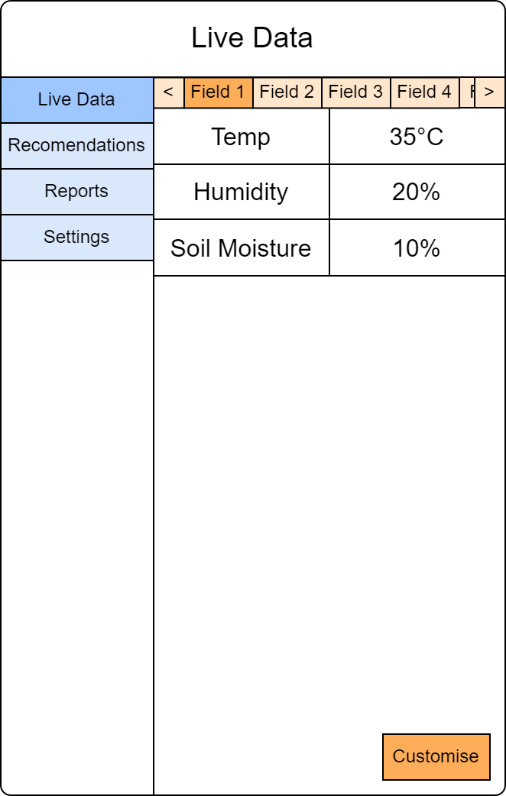 Live Data
Live Data
Recomendations
Reports
Settings
< Field 1 Field 2 Field 3 Field 4 >
Temp 35°C
Humidity 20%
Soil Moisture 10%
Customise